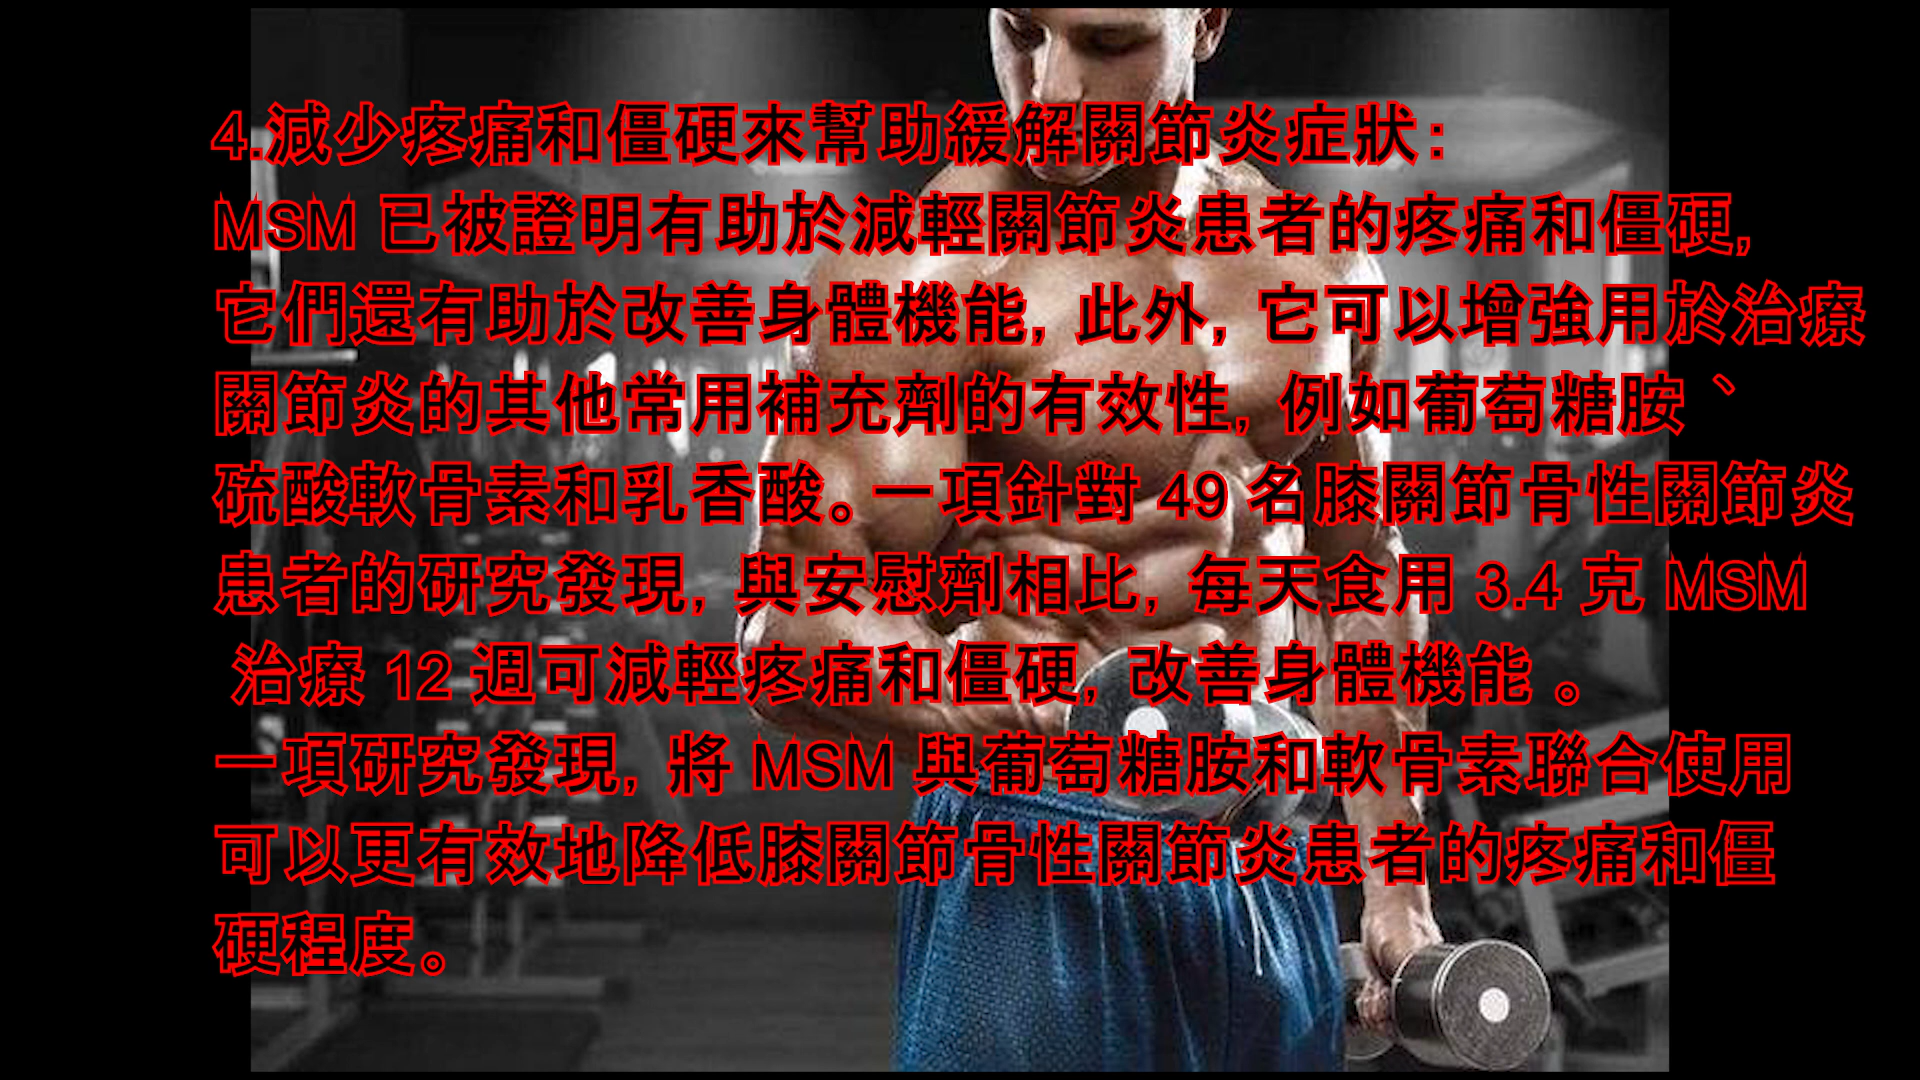 4.減少疼痛和僵硬來幫助緩解關節炎症狀：
MSM 已被證明有助於減輕關節炎患者的疼痛和僵硬,
它們還有助於改善身體機能, 此外, 它可以增強用於治療
關節炎的其他常用補充劑的有效性, 例如葡萄糖胺、
硫酸軟骨素和乳香酸。一項針對 49 名膝關節骨性關節炎
患者的研究發現, 與安慰劑相比, 每天食用 3.4 克 MSM
治療 12 週可減輕疼痛和僵硬, 改善身體機能 。
一項研究發現, 將 MSM 與葡萄糖胺和軟骨素聯合使用
可以更有效地降低膝關節骨性關節炎患者的疼痛和僵
硬程度。